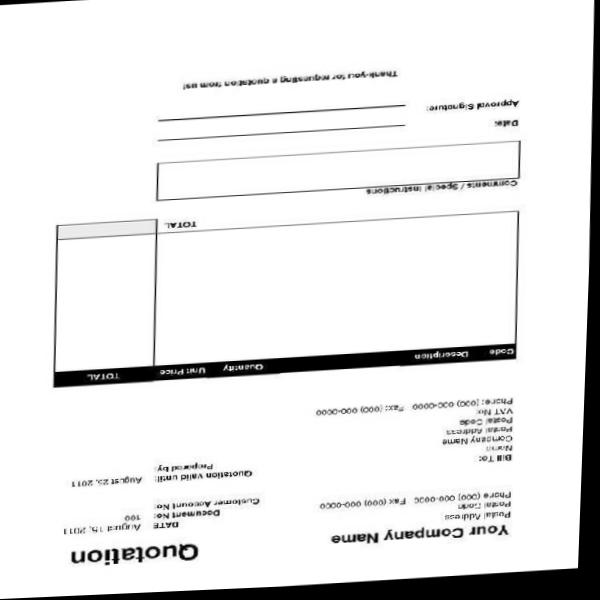 Your Company Name
Quotation
Postal Address
Postal Code
Phone (000) 000-0000 Fax (000) 000-0000
DATE August 15, 2011
Document No: 100
Customer Account No:
Bill To:
Name
Company Name
Postal Address
Postal Code
VAT No:
Phone: (000) 000-0000 Fax: (000) 000-0000
Quotation valid until: August 25, 2011
Prepared by:
Code Description Quantity Unit Price TOTAL
TOTAL
Comments / Special Instructions
Date:
Approval Signature:
Thank-you for requesting a quotation from us!